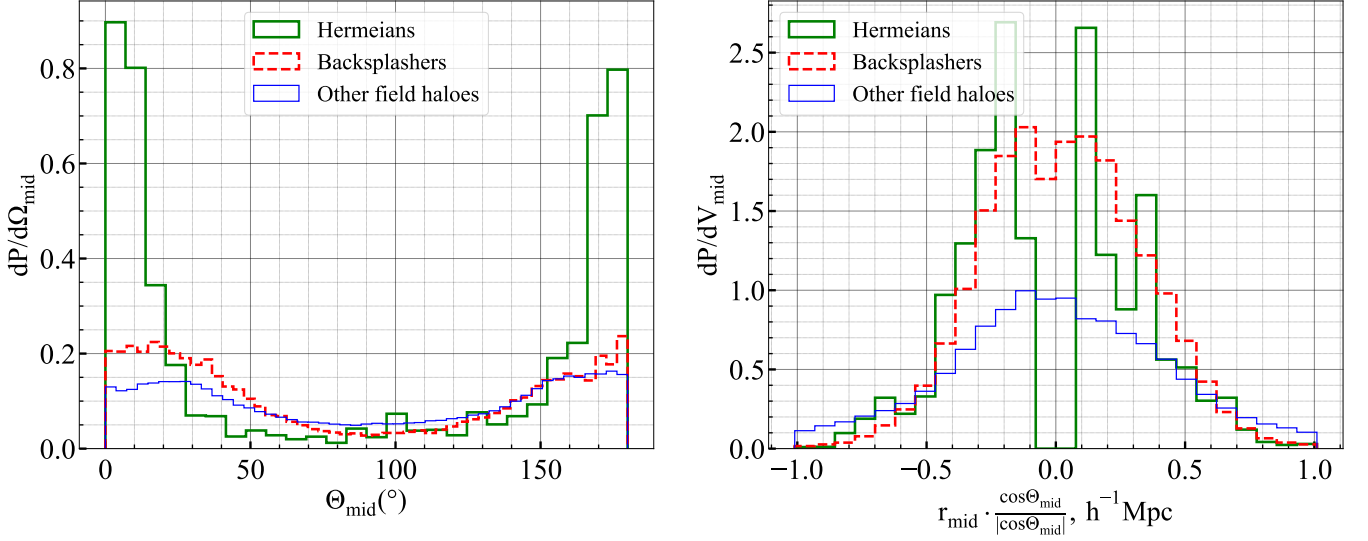 Hermeians
Backsplashers
Other field haloes
dP/dΩ_mid
0.0
0.2
0.4
0.6
0.8
0
50
100
150
Θ_mid(°)
Hermeians
Backsplashers
Other field haloes
dP/dV_mid
0.0
0.5
1.0
1.5
2.0
2.5
−1.0
−0.5
0.0
0.5
1.0
r_mid · cosΘ_mid / |cosΘ_mid|, h⁻¹Mpc